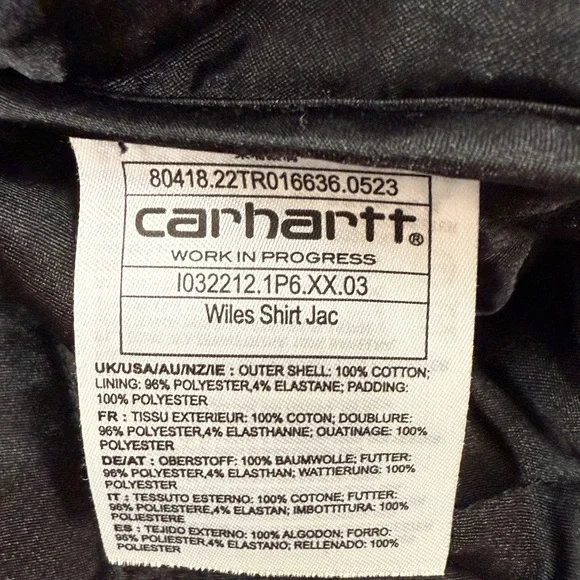 80418.22TR016636.0523
carhartt®
WORK IN PROGRESS
I032212.1P6.XX.03
Wiles Shirt Jac
UK/USA/AU/NZ/IE : OUTER SHELL: 100% COTTON;
LINING: 96% POLYESTER,4% ELASTANE; PADDING:
100% POLYESTER
FR : TISSU EXTERIEUR: 100% COTON; DOUBLURE:
96% POLYESTER,4% ELASTHANNE; OUATINAGE: 100%
POLYESTER
DE/AT : OBERSTOFF: 100% BAUMWOLLE; FUTTER:
96% POLYESTER,4% ELASTHAN; WATTIERUNG: 100%
POLYESTER
IT : TESSUTO ESTERNO: 100% COTONE; FUTTER:
96% POLIESTERE,4% ELASTAN; IMBOTTITURA: 100%
POLIESTERE
ES : TEJIDO EXTERNO: 100% ALGODON; FORRO:
96% POLIESTER,4% ELASTANO; RELLENADO: 100%
POLIESTER